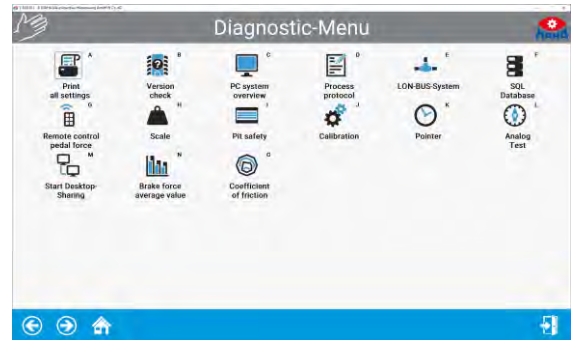 Diagnostic-Menu
A
B
C
D
E
F
Print
all settings
Version
check
PC system
overview
Process
protocol
LON-BUS-System
SQL
Database
G
H
I
J
K
L
Remote control
pedal force
Scale
Pit safety
Calibration
Pointer
Analog
Test
M
N
O
Start Desktop-
Sharing
Brake force
average value
Coefficient
of friction